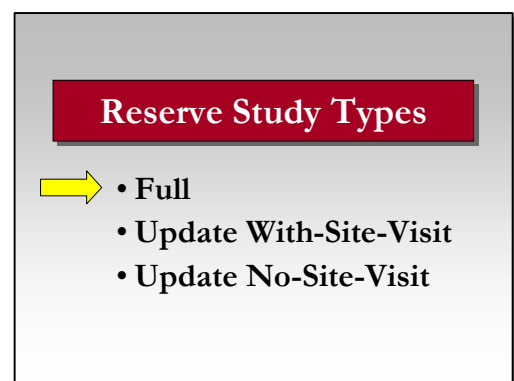 Reserve Study Types
• Full
• Update With-Site-Visit
• Update No-Site-Visit